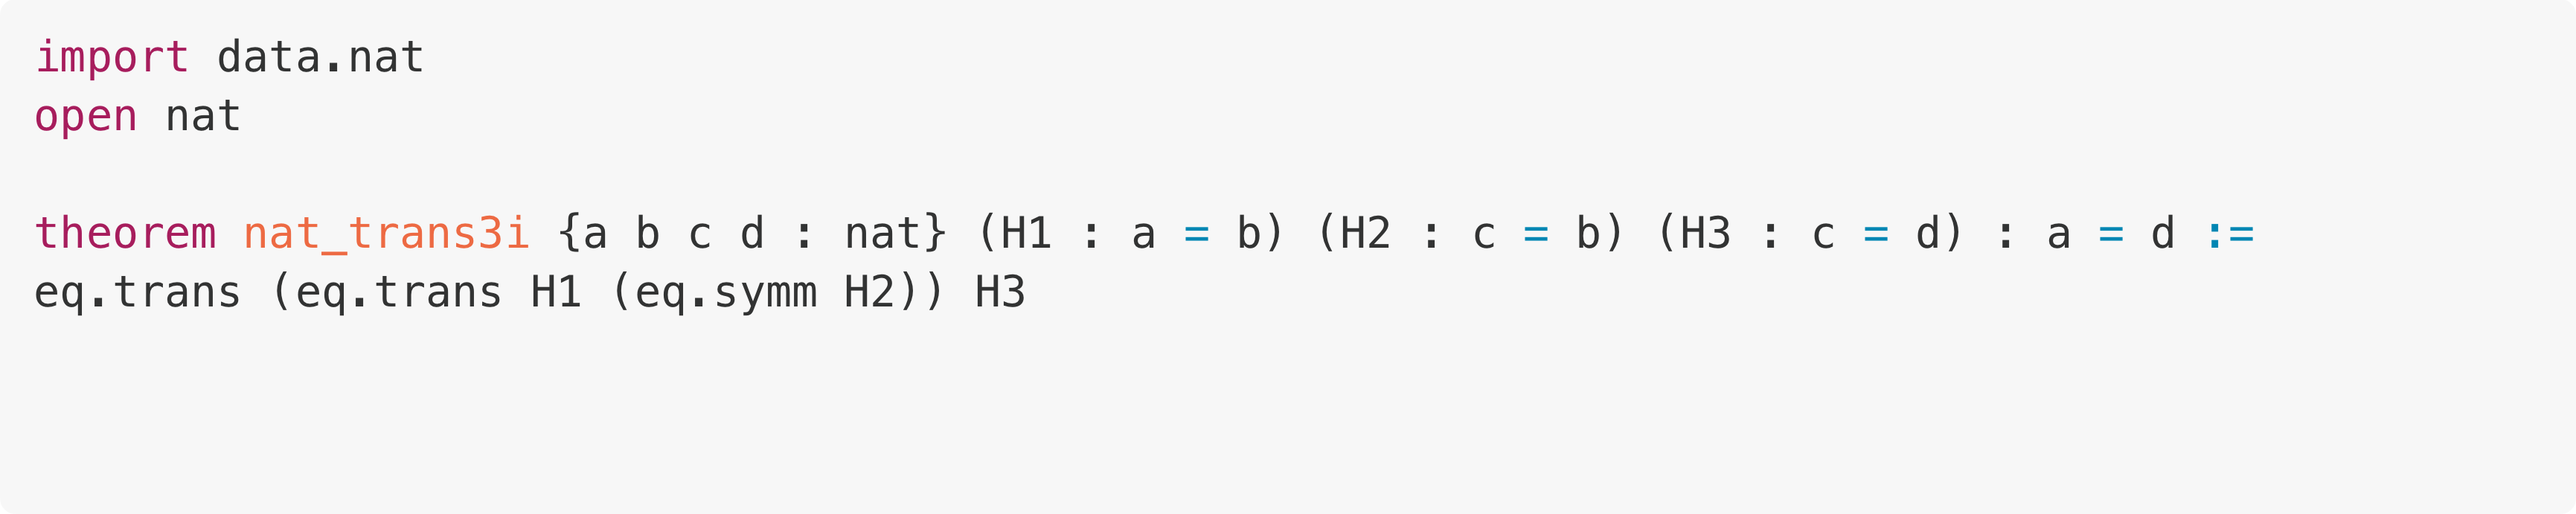 import data.nat
open nat

theorem nat_trans3i {a b c d : nat} (H1 : a = b) (H2 : c = b) (H3 : c = d) : a = d :=
eq.trans (eq.trans H1 (eq.symm H2)) H3